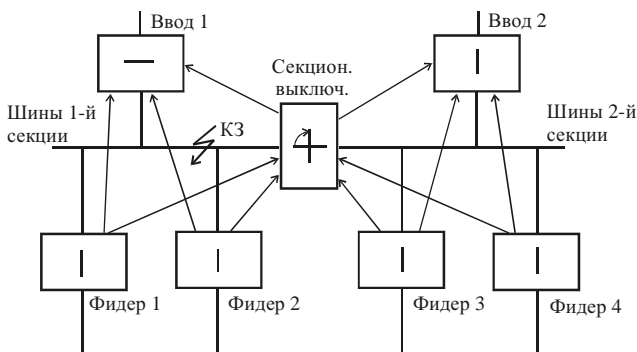 Ввод 1
Ввод 2
Секцион.
выключ.
Шины 1-й
секции
КЗ
Шины 2-й
секции
Фидер 1
Фидер 2
Фидер 3
Фидер 4